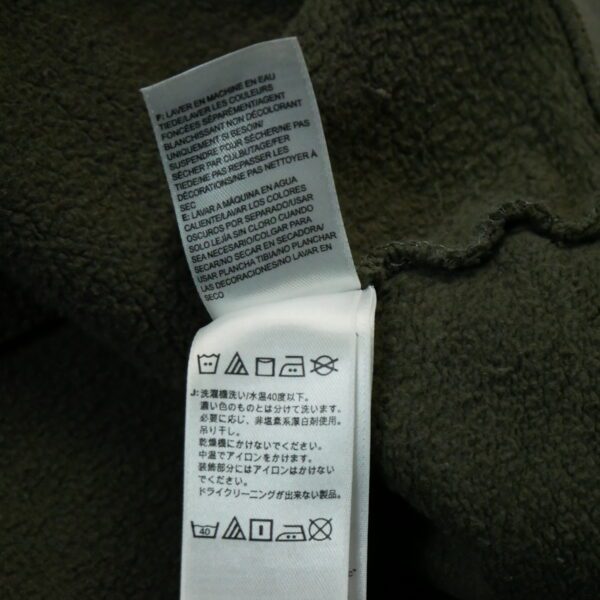 F: LAVER EN MACHINE EN EAU
TIEDE/LAVER LES COULEURS
FONCÉES SÉPARÉMENT/AGENT
BLANCHISSANT NON DÉCOLORANT
UNIQUEMENT SI BESOIN/
SUSPENDRE POUR SÉCHER/NE PAS
SÈCHER PAR CULBUTAGE/FER
TIEDE/NE PAS REPASSER LES
DÉCORATIONS/NE PAS NETTOYER À
SEC
E: LAVAR A MÁQUINA EN AGUA
CALIENTE/LAVAR LOS COLORES
OSCUROS POR SEPARADO/USAR
SOLO LEJÍA SIN CLORO CUANDO
SEA NECESARIO/COLGAR PARA
SECAR/NO SECAR EN SECADORA/
USAR PLANCHA TIBIA/NO PLANCHAR
LAS DECORACIONES/NO LAVAR EN
SECO
J: 洗濯機洗い/水温40度以下。
濃い色のものとは分けて洗います。
必要に応じ、非塩素系漂白剤使用。
吊り干し。
乾燥機にかけないでください。
中温でアイロンをかけます。
装飾部分にはアイロンはかけない
でください。
ドライクリーニングが出来ない製品。
40